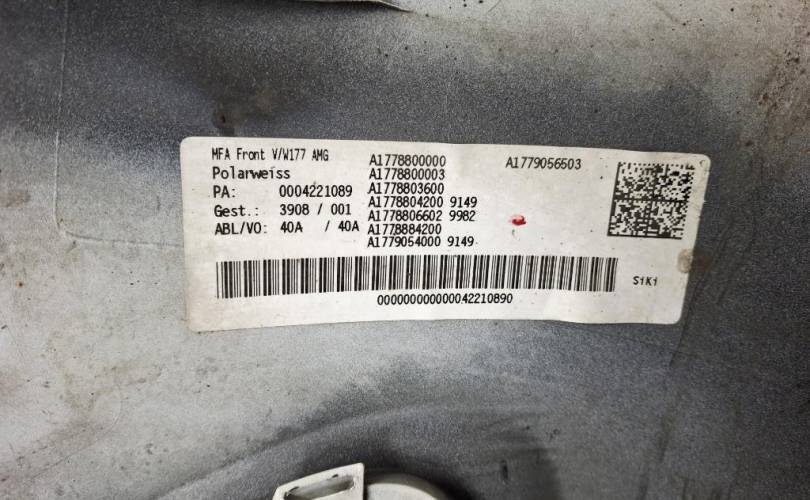 MFA Front V/W177 AMG
Polarweiss
PA: 0004221089
Gest.: 3908 / 001
ABL/VO: 40A / 40A
A1778800000
A1778800003
A1778803600
A1778804200 9149
A1778806602 9982
A1778884200
A1779054000 9149
A1779056503
SiKi
000000000000042210890